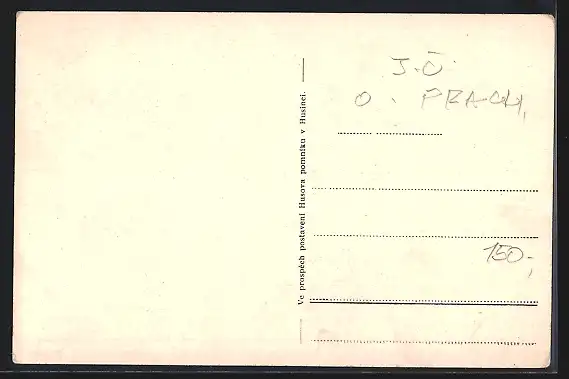 Ve prospěch postavení Husova pomníku v Husinci.
J.Č.
O. PRACH,
150,-